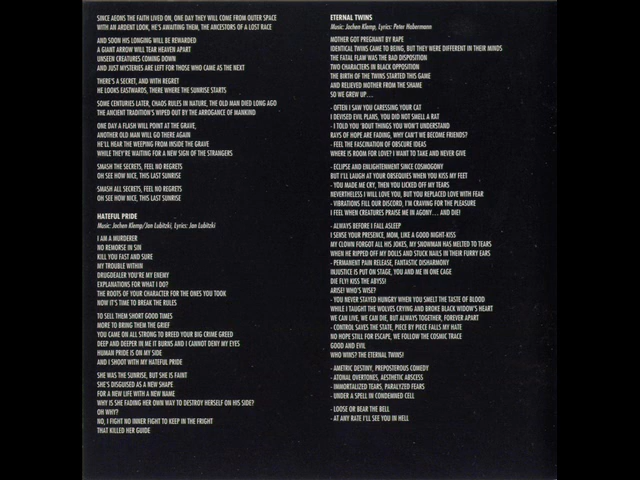 SINCE AEONS THE FAITH LIVED ON, ONE DAY THEY WILL COME FROM OUTER SPACE
WITH AN ARDENT LOOK, HE'S AWAITING THEM, THE ANCESTORS OF A LOST RACE
AND SOON HIS LONGING WILL BE REWARDED
A GIANT ARROW WILL TEAR HEAVEN APART
UNSEEN CREATURES COMING DOWN
AND JUST MYSTERIES ARE LEFT FOR THOSE WHO CAME AS THE NEXT
THERE'S A SECRET, AND WITH REGRET
HE LOOKS EASTWARDS, THERE WHERE THE SUNRISE STARTS
SOME CENTURIES LATER, CHAOS RULES IN NATURE, THE OLD MAN DIED LONG AGO
THE ANCIENT TRADITION'S WIPED OUT BY THE ARROGANCE OF MANKIND
ONE DAY A FLASH WILL POINT AT THE GRAVE,
ANOTHER OLD MAN WILL GO THERE AGAIN
HE'LL HEAR THE WEEPING FROM INSIDE THE GRAVE
WHILE THEY'RE WAITING FOR A NEW SIGN OF THE STRANGERS
SMASH THE SECRETS, FEEL NO REGRETS
OH SEE HOW NICE, THIS LAST SUNRISE
SMASH ALL SECRETS, FEEL NO REGRETS
OH SEE HOW NICE, THIS LAST SUNRISE
HATEFUL PRIDE
Music: Jochen Klemp/Jan Lubitzki, Lyrics: Jan Lubitzki
I AM A MURDERER
NO REMORSE IN SIN
KILL YOU FAST AND SURE
MY TROUBLE WITHIN
DRUGDEALER YOU'RE MY ENEMY
EXPLANATIONS FOR WHAT I DO?
THE ROOTS OF YOUR CHARACTER FOR THE ONES YOU TOOK
NOW IT'S TIME TO BREAK THE RULES
TO SELL THEM SHORT GOOD TIMES
MORE TO BRING THEM THE GRIEF
YOU CAME ON ALL STRONG TO BREED YOUR BIG CRIME GREED
DEEP AND DEEPER IN ME IT BURNS AND I CANNOT DENY MY EYES
HUMAN PRIDE IS ON MY SIDE
AND I SHOOT WITH MY HATEFUL PRIDE
SHE WAS THE SUNRISE, BUT SHE IS FAINT
SHE'S DISGUISED AS A NEW SHAPE
FOR A NEW LIFE WITH A NEW NAME
WHY IS SHE FADING HER OWN WAY TO DESTROY HERSELF ON HIS SIDE?
OH WHY?
NO, I FIGHT NO INNER FIGHT TO KEEP IN THE FRIGHT
THAT KILLED HER GUIDE
ETERNAL TWINS
Music: Jochen Klemp, Lyrics: Peter Habermann
MOTHER GOT PREGNANT BY RAPE
IDENTICAL TWINS CAME TO BEING, BUT THEY WERE DIFFERENT IN THEIR MINDS
THE FATAL FLAW WAS THE BAD DISPOSITION
TWO CHARACTERS IN BLACK OPPOSITION
THE BIRTH OF THE TWINS STARTED THIS GAME
AND RELIEVED MOTHER FROM THE SHAME
SO WE GREW UP...
- OFTEN I SAW YOU CARESSING YOUR CAT
I DEVISED EVIL PLANS, YOU DID NOT SMELL A RAT
- I TOLD YOU 'BOUT THINGS YOU WON'T UNDERSTAND
RAYS OF HOPE ARE FADING, WHY CAN'T WE BECOME FRIENDS?
- FEEL THE FASCINATION OF OBSCURE IDEAS
WHERE IS ROOM FOR LOVE? I WANT TO TAKE AND NEVER GIVE
- ECLIPSE AND ENLIGHTENMENT SINCE COSMOGONY
BUT I'LL LAUGH AT YOUR OBSEQUIES WHEN YOU KISS MY FEET
- YOU MADE ME CRY, THEN YOU LICKED OFF MY TEARS
NEVERTHELESS I WILL LOVE YOU, BUT YOU REPLACED LOVE WITH FEAR
- VIBRATIONS FILL OUR DISCORD, I'M CRAVING FOR THE PLEASURE
I FEEL WHEN CREATURES PRAISE ME IN AGONY... AND DIE!
- ALWAYS BEFORE I FALL ASLEEP
I SENSE YOUR PRESENCE, MOM, LIKE A GOOD NIGHT-KISS
MY CLOWN FORGOT ALL HIS JOKES, MY SNOWMAN HAS MELTED TO TEARS
WHEN HE RIPPED OFF MY DOLLS AND STUCK NAILS IN THEIR FURRY EARS
- PERMANENT PAIN RELEASE, FANTASTIC DISHARMONY
INJUSTICE IS PUT ON STAGE, YOU AND ME IN ONE CAGE
DIE FLY! KISS THE ABYSS!
ARISE! WHO'S WISE?
- YOU NEVER STAYED HUNGRY WHEN YOU SMELT THE TASTE OF BLOOD
WHILE I TAUGHT THE WOLVES CRYING AND BROKE BLACK WIDOW'S HEART
WE CAN LIVE, WE CAN DIE, BUT ALWAYS TOGETHER, FOREVER APART
- CONTROL SAVES THE STATE, PIECE BY PIECE FALLS MY HATE
NO HOPE STILL FOR ESCAPE, WE FOLLOW THE COSMIC TRACE
GOOD AND EVIL
WHO WINS? THE ETERNAL TWINS!
- AMETRIC DESTINY, PREPOSTEROUS COMEDY
- ATONAL OVERTONES, AESTHETIC ABSCESS
- IMMORTALIZED TEARS, PARALYZED FEARS
- UNDER A SPELL IN CONDEMNED CELL
- LOOSE OR BEAR THE BELL
- AT ANY RATE I'LL SEE YOU IN HELL